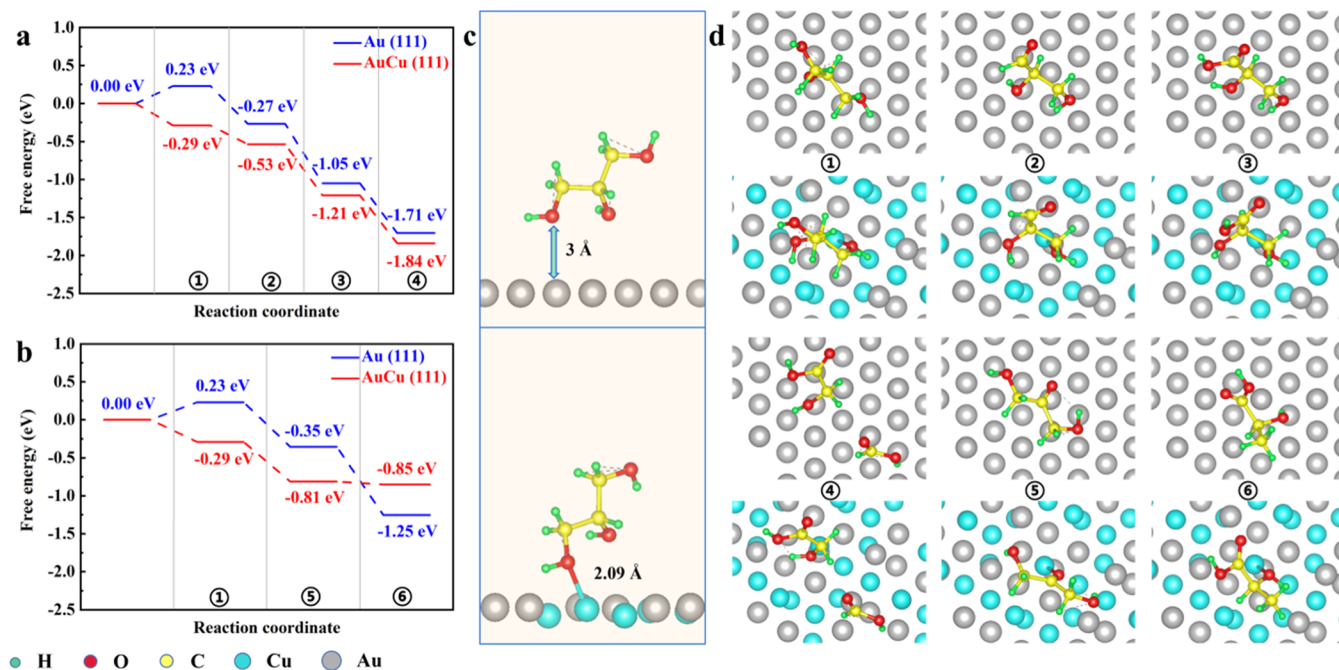 a
1.0
0.5
0.0
-0.5
-1.0
-1.5
-2.0
-2.5
Free energy (eV)
Au (111)
AuCu (111)
0.00 eV
0.23 eV
-0.27 eV
-0.29 eV
-0.53 eV
-1.05 eV
-1.21 eV
-1.71 eV
-1.84 eV
① ② ③ ④
Reaction coordinate
b
1.0
0.5
0.0
-0.5
-1.0
-1.5
-2.0
-2.5
Free energy (eV)
Au (111)
AuCu (111)
0.00 eV
0.23 eV
-0.35 eV
-0.29 eV
-0.85 eV
-0.81 eV
-1.25 eV
① ⑤ ⑥
Reaction coordinate
c
3 Å
2.09 Å
d
① ② ③
④ ⑤ ⑥
H O C Cu Au